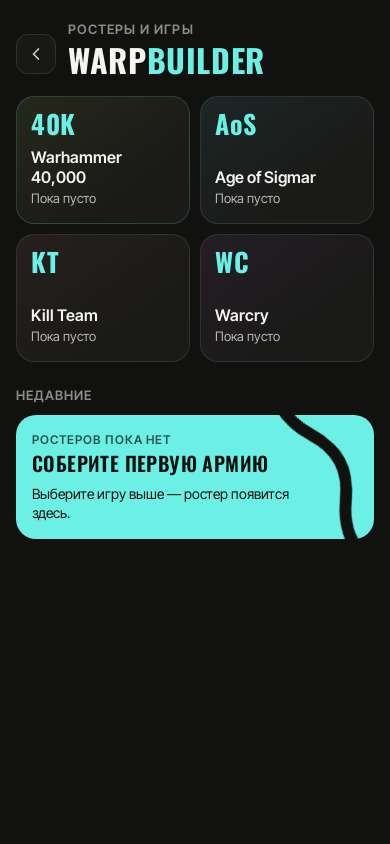 РОСТЕРЫ И ИГРЫ
WARPBUILDER
40K
Warhammer
40,000
Пока пусто
AoS
Age of Sigmar
Пока пусто
KT
Kill Team
Пока пусто
WC
Warcry
Пока пусто
НЕДАВНИЕ
РОСТЕРОВ ПОКА НЕТ
СОБЕРИТЕ ПЕРВУЮ АРМИЮ
Выберите игру выше — ростер появится
здесь.